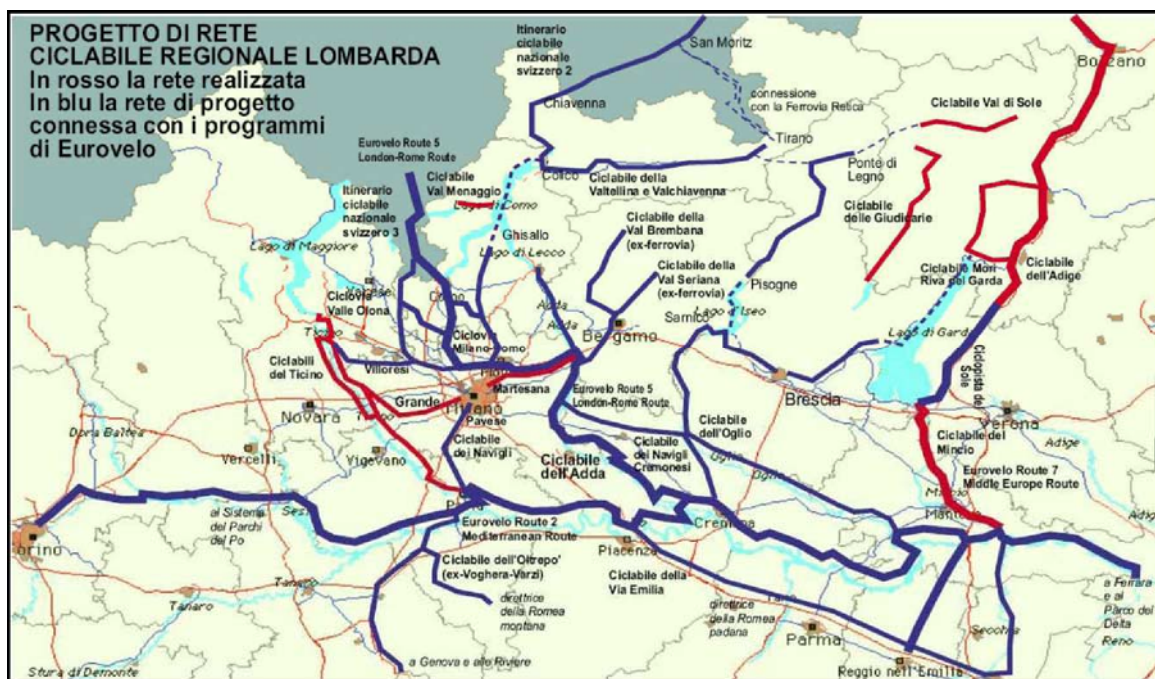 PROGETTO DI RETE
CICLABILE REGIONALE LOMBARDA
In rosso la rete realizzata
In blu la rete di progetto
connessa con i programmi
di Eurovelo
Itinerario
ciclabile
nazionale
svizzero 2
San Moritz
Bolzano
Chiavenna
connessione
con la Ferrovia Retica
Tirano
Ciclabile Val di Sole
Eurovelo Route 5
London-Rome Route
Ciclabile
Val Menaggio
Colico
Ciclabile della
Valtellina e Valchiavenna
Ponte di
Legno
Itinerario
ciclabile
nazionale
svizzero 3
Lago di Como
Ghisallo
Lago di Lecco
Ciclabile della
Val Brembana
(ex-ferrovia)
Ciclabile
delle Giudicarie
Lago di Maggiore
Varese
Como
Ciclabile della
Val Seriana
(ex-ferrovia)
Pisogne
Ciclabile Mori
Riva del Garda
Ciclabile
dell'Adige
Ciclovia
Valle Olona
Adda
Adda
Sarnico
Lago d'Iseo
Bergamo
Lago di Garda
Ticino
Ciclovia
Milano-Como
Ciclopista del
Sole
Ciclabili
del Ticino
Villoresi
Martesana
Grande
Milano
Pavese
Eurovelo Route 5
London-Rome Route
Brescia
Novara
Ticino
Verona
Dora Baltea
Vercelli
Vigevano
Ciclabile
dei Navigli
Ciclabile
dell'Adda
Ciclabile
dei Navigli
Cremonesi
Ciclabile
dell'Oglio
Oglio
Ciclabile del
Mincio
Adige
Eurovelo Route 7
Middle Europe Route
Mincio
Mantova
Adige
Torino
al Sistema
dei Parchi
del Po
Sesia
Pavia
Eurovelo Route 2
Mediterranean Route
Piacenza
Cremona
Ciclabile dell'Oltrepo'
(ex-Voghera-Varzi)
Ciclabile della
Via Emilia
Tanaro
Tanaro
direttrice
della Romea
montana
direttrice
della Romea
padana
Parma
Secchia
a Ferrara
e al
Parco del
Delta
Reno
Stura di Demonte
a Genova e alle Riviere
Reggio nell'Emilia